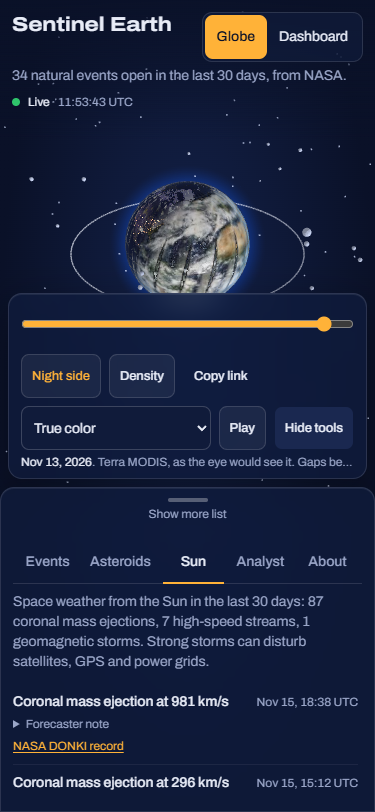 Sentinel Earth
Globe
Dashboard
34 natural events open in the last 30 days, from NASA.
Live · 11:53:43 UTC
Night side
Density
Copy link
True color
Play
Hide tools
Nov 13, 2026. Terra MODIS, as the eye would see it. Gaps be…
Show more list
Events
Asteroids
Sun
Analyst
About
Space weather from the Sun in the last 30 days: 87
coronal mass ejections, 7 high-speed streams, 1
geomagnetic storms. Strong storms can disturb
satellites, GPS and power grids.
Coronal mass ejection at 981 km/s
Nov 15, 18:38 UTC
Forecaster note
NASA DONKI record
Coronal mass ejection at 296 km/s
Nov 15, 15:12 UTC